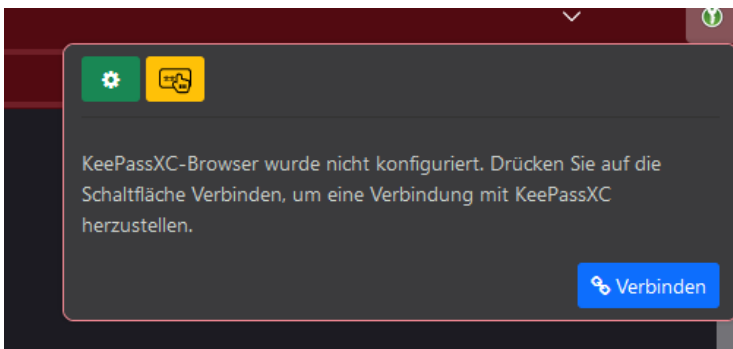 KeePassXC-Browser wurde nicht konfiguriert. Drücken Sie auf die
Schaltfläche Verbinden, um eine Verbindung mit KeePassXC
herzustellen.
Verbinden